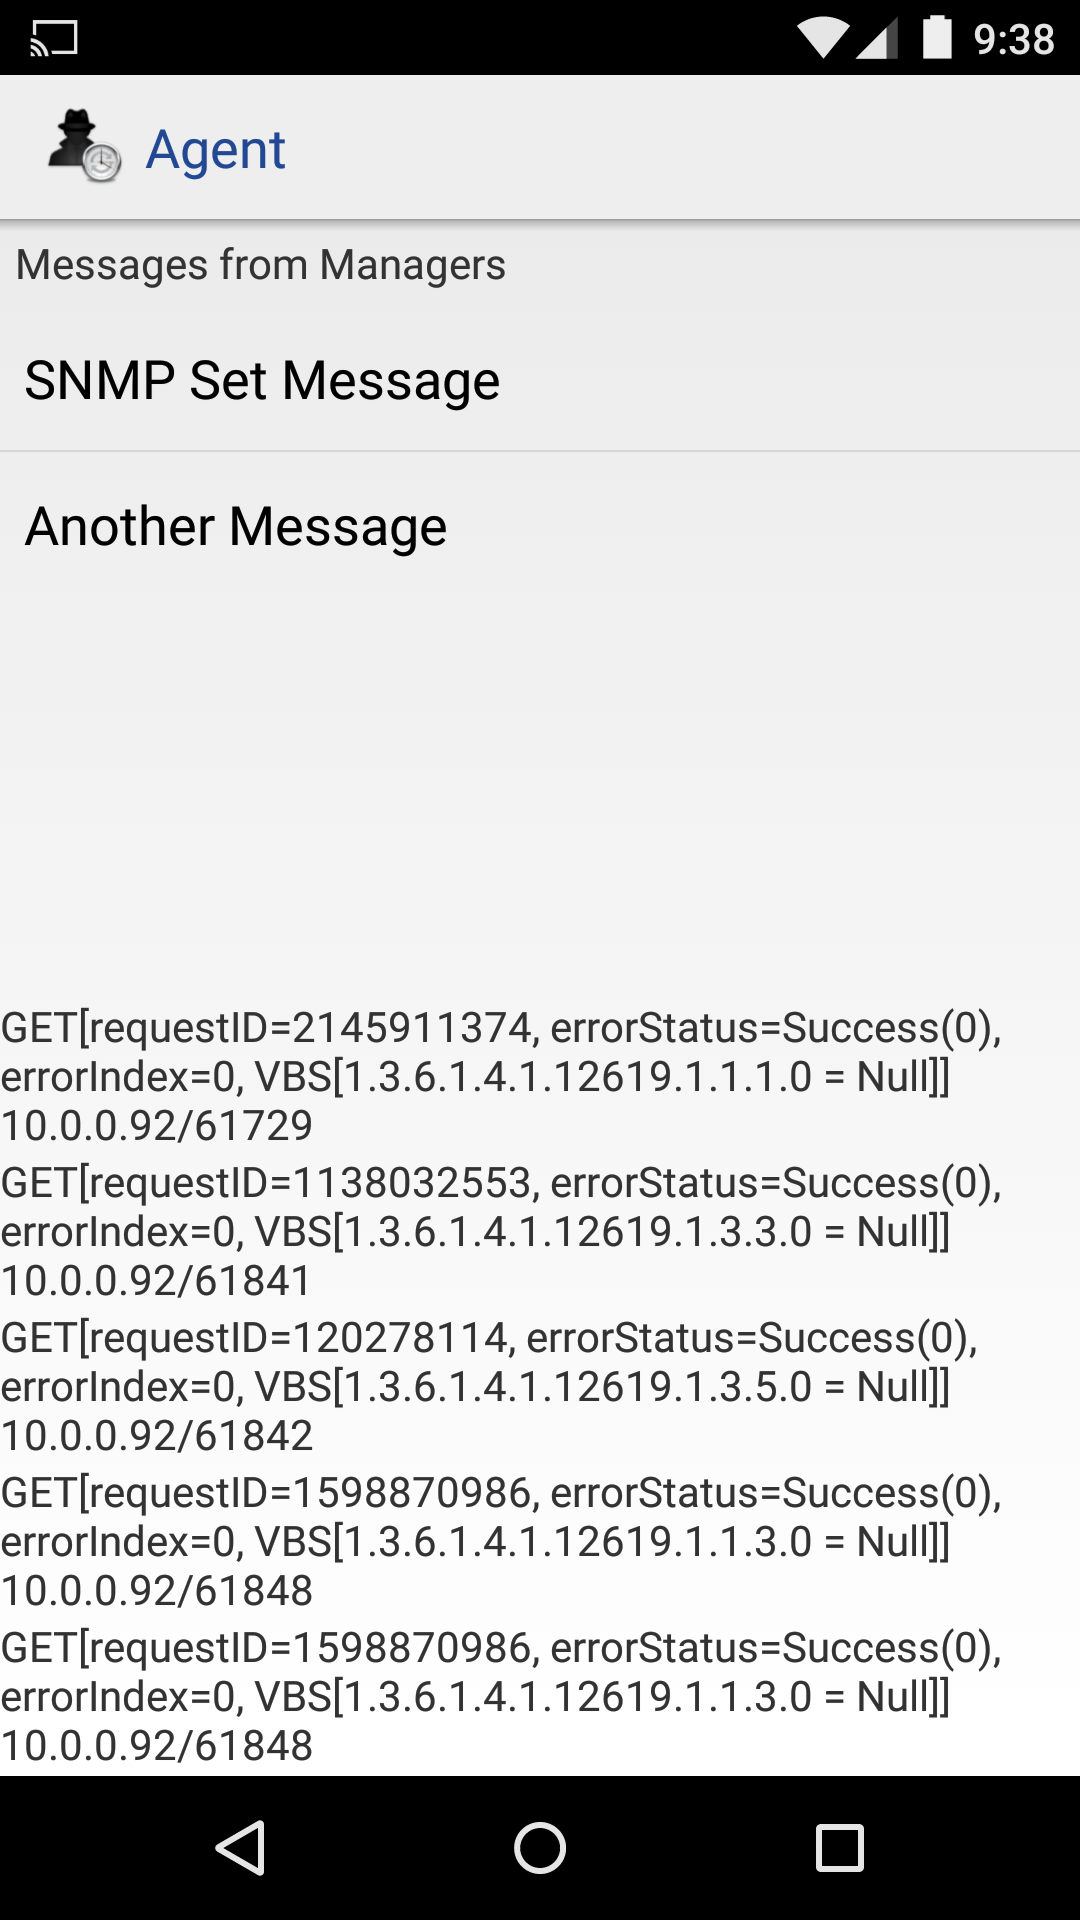 9:38
Agent
Messages from Managers
SNMP Set Message
Another Message
GET[requestID=2145911374, errorStatus=Success(0),
errorIndex=0, VBS[1.3.6.1.4.1.12619.1.1.1.0 = Null]]
10.0.0.92/61729
GET[requestID=1138032553, errorStatus=Success(0),
errorIndex=0, VBS[1.3.6.1.4.1.12619.1.3.3.0 = Null]]
10.0.0.92/61841
GET[requestID=120278114, errorStatus=Success(0),
errorIndex=0, VBS[1.3.6.1.4.1.12619.1.3.5.0 = Null]]
10.0.0.92/61842
GET[requestID=1598870986, errorStatus=Success(0),
errorIndex=0, VBS[1.3.6.1.4.1.12619.1.1.3.0 = Null]]
10.0.0.92/61848
GET[requestID=1598870986, errorStatus=Success(0),
errorIndex=0, VBS[1.3.6.1.4.1.12619.1.1.3.0 = Null]]
10.0.0.92/61848